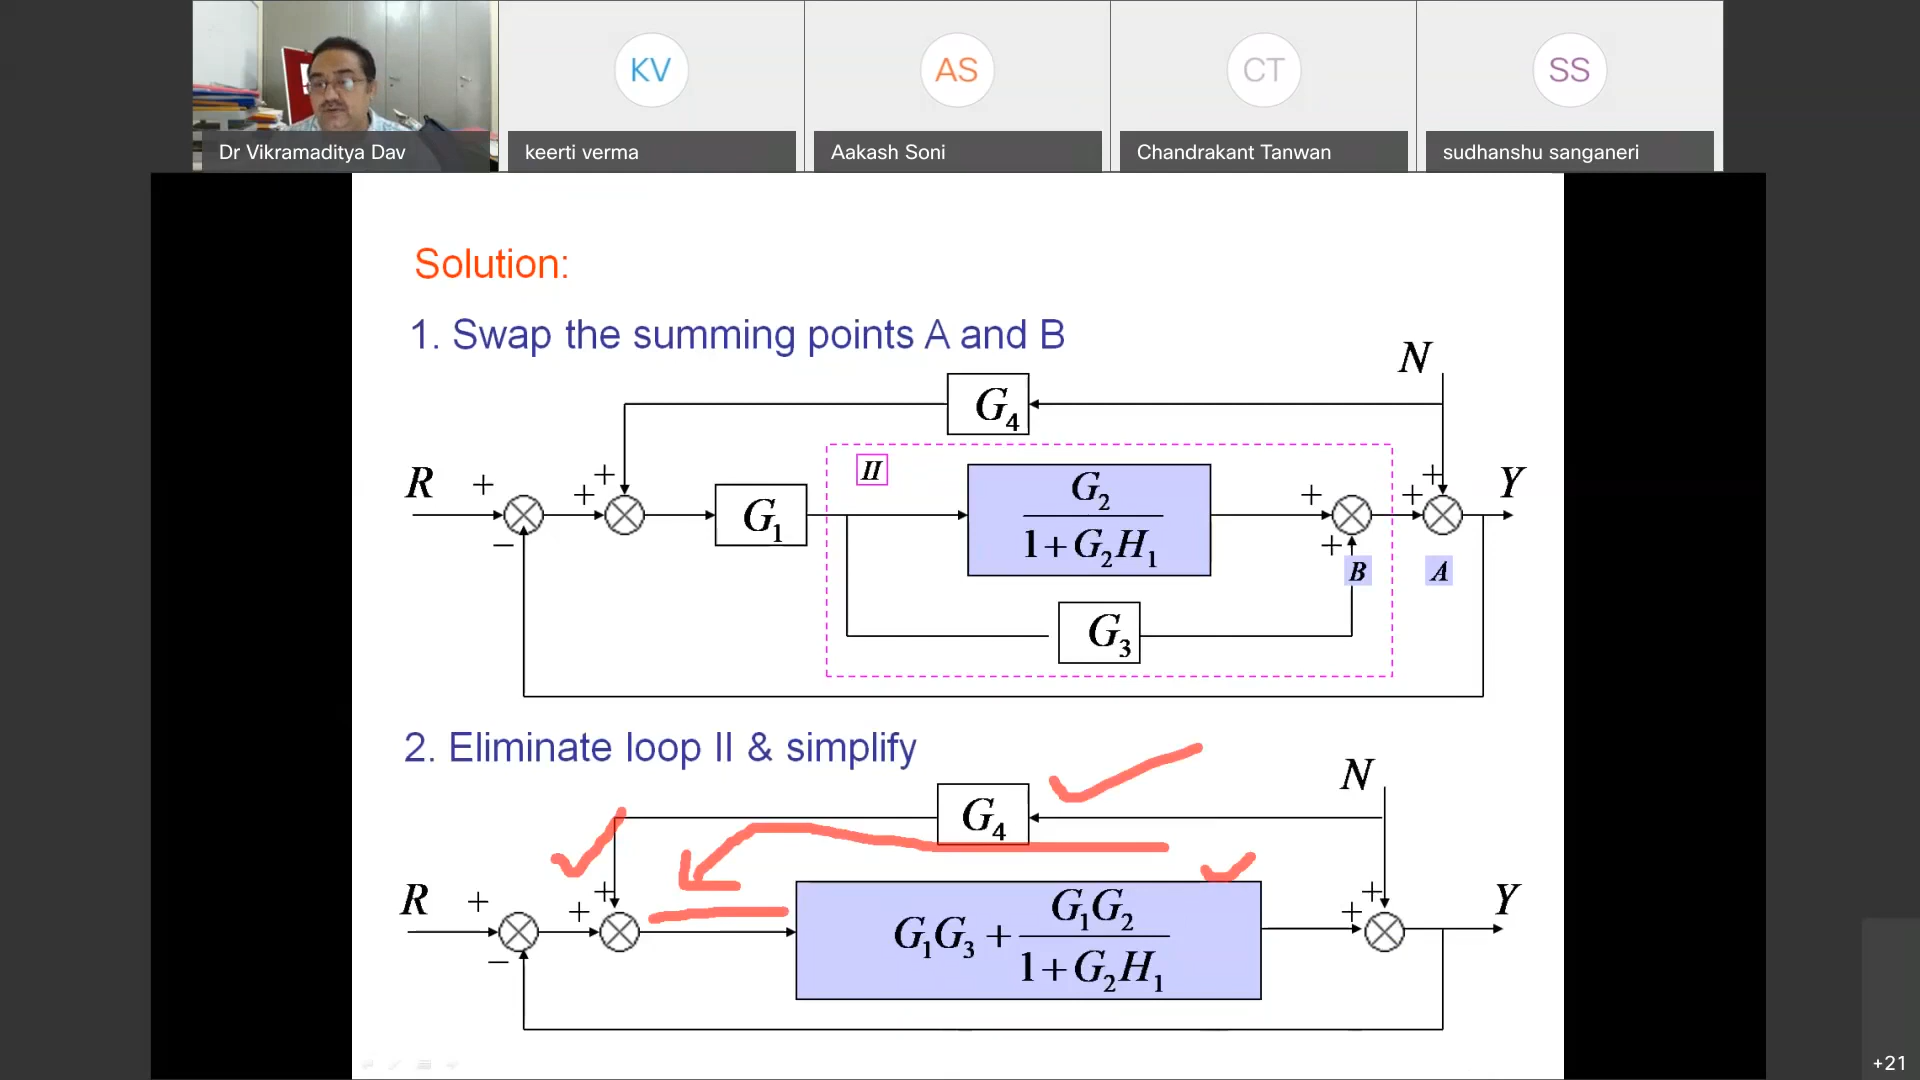 KV
AS
CT
SS
Dr Vikramaditya Dav
keerti verma
Aakash Soni
Chandrakant Tanwan
sudhanshu sanganeri
Solution:
1. Swap the summing points A and B
N
G₄
R + − + + G₁ II G₂/(1+G₂H₁) + + B + + A Y
G₃
2. Eliminate loop II & simplify
N
G₄
R + − + + G₁G₃ + G₁G₂/(1+G₂H₁) + + Y
+21